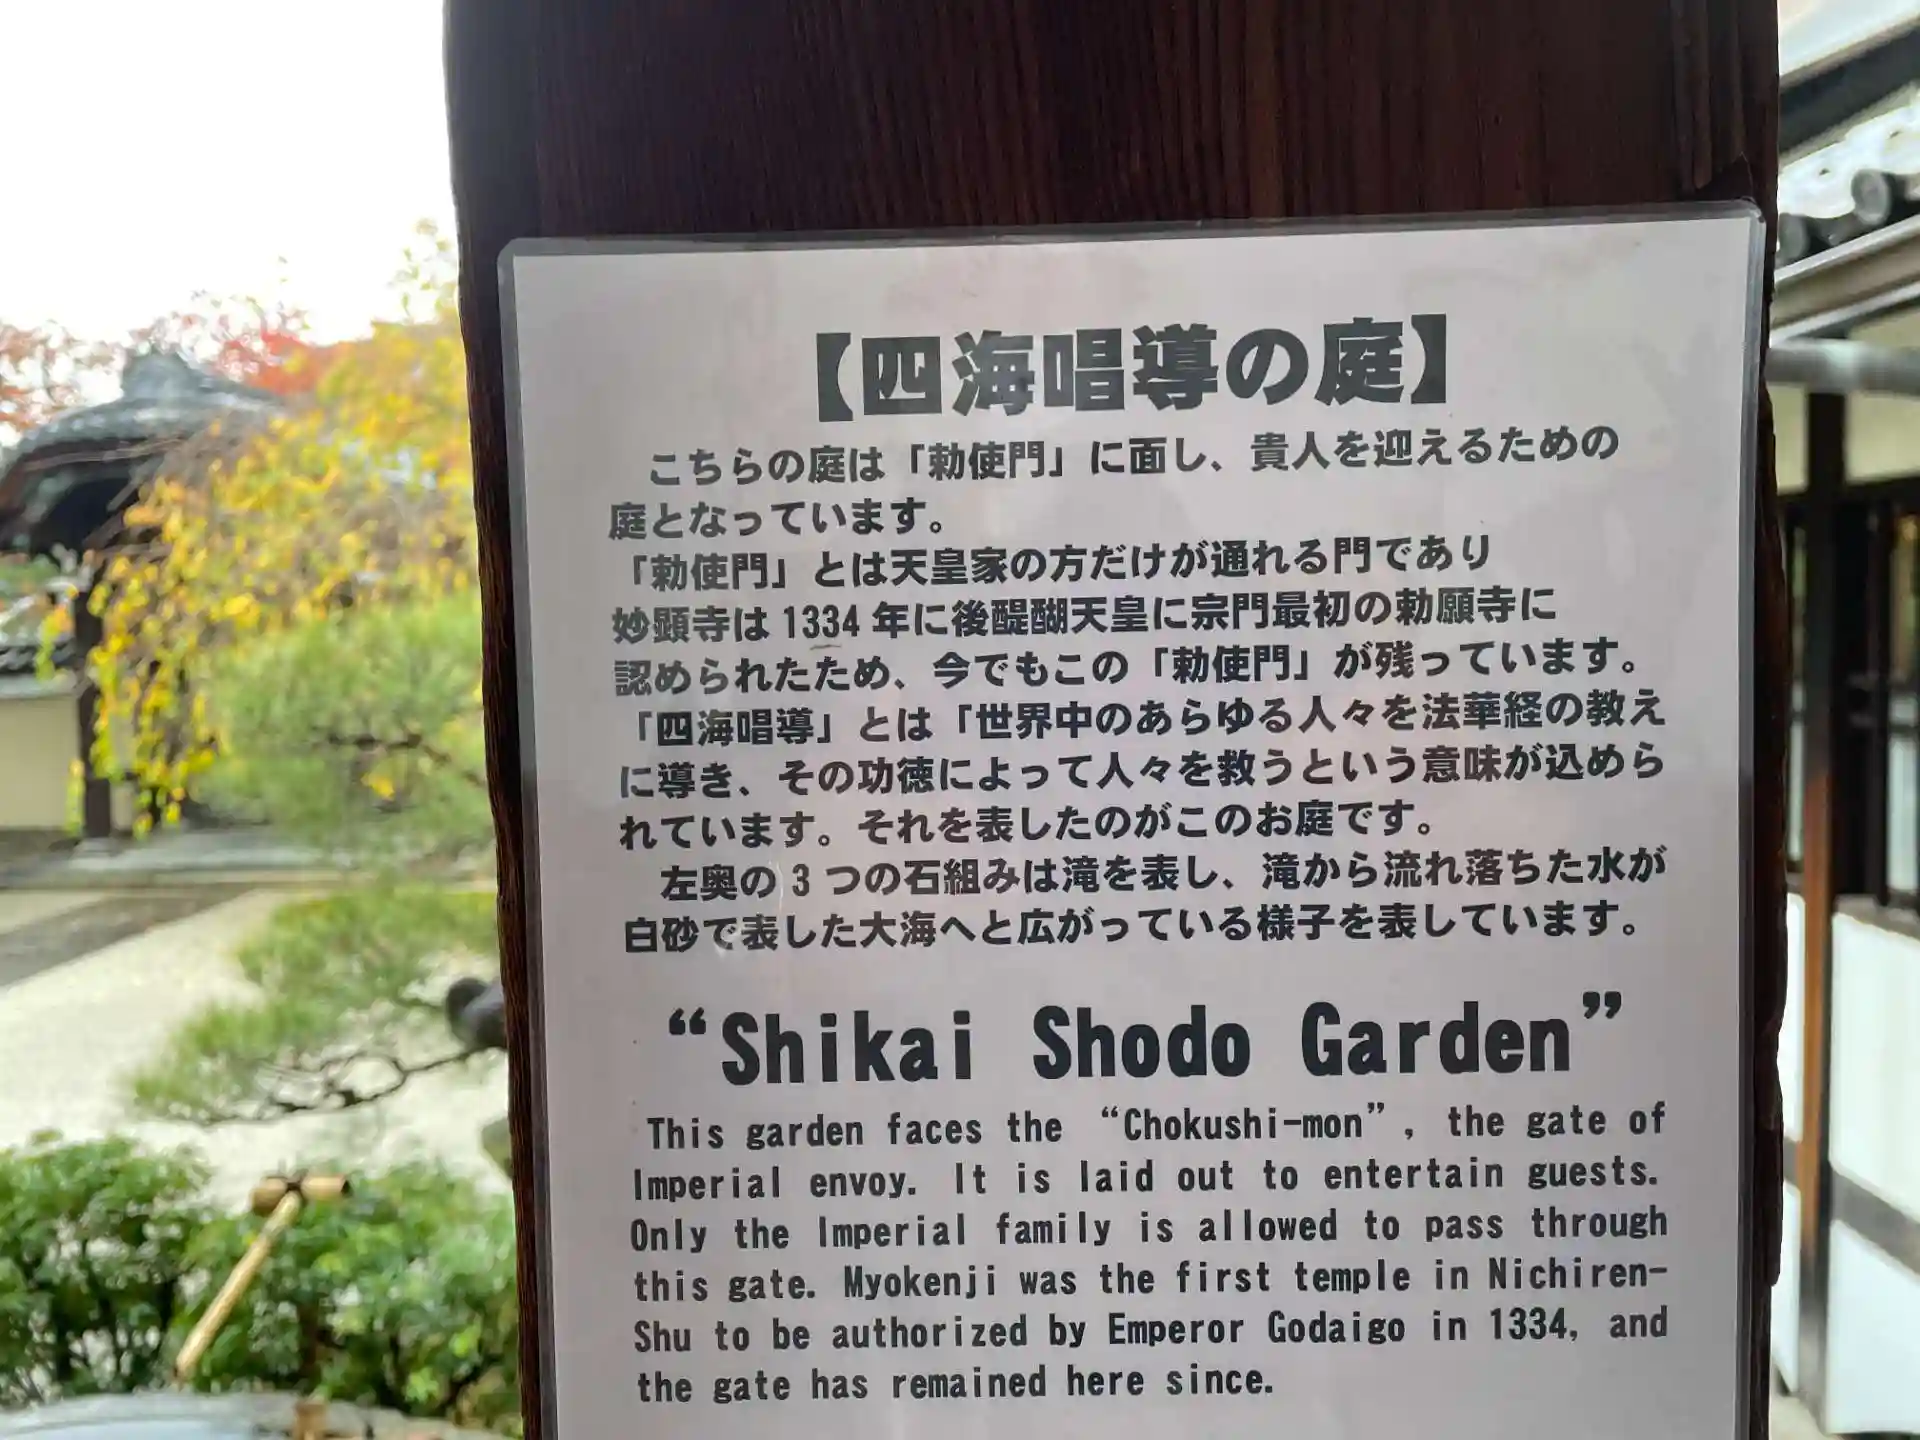 【四海唱導の庭】
こちらの庭は「勅使門」に面し、貴人を迎えるための
庭となっています。
「勅使門」とは天皇家の方だけが通れる門であり
妙顕寺は1334年に後醍醐天皇に宗門最初の勅願寺に
認められたため、今でもこの「勅使門」が残っています。
「四海唱導」とは「世界中のあらゆる人々を法華経の教え
に導き、その功徳によって人々を救うという意味が込めら
れています。それを表したのがこのお庭です。
左奥の3つの石組みは滝を表し、滝から流れ落ちた水が
白砂で表した大海へと広がっている様子を表しています。
“Shikai Shodo Garden”
This garden faces the “Chokushi-mon”, the gate of
Imperial envoy. It is laid out to entertain guests.
Only the Imperial family is allowed to pass through
this gate. Myokenji was the first temple in Nichiren-
Shu to be authorized by Emperor Godaigo in 1334, and
the gate has remained here since.